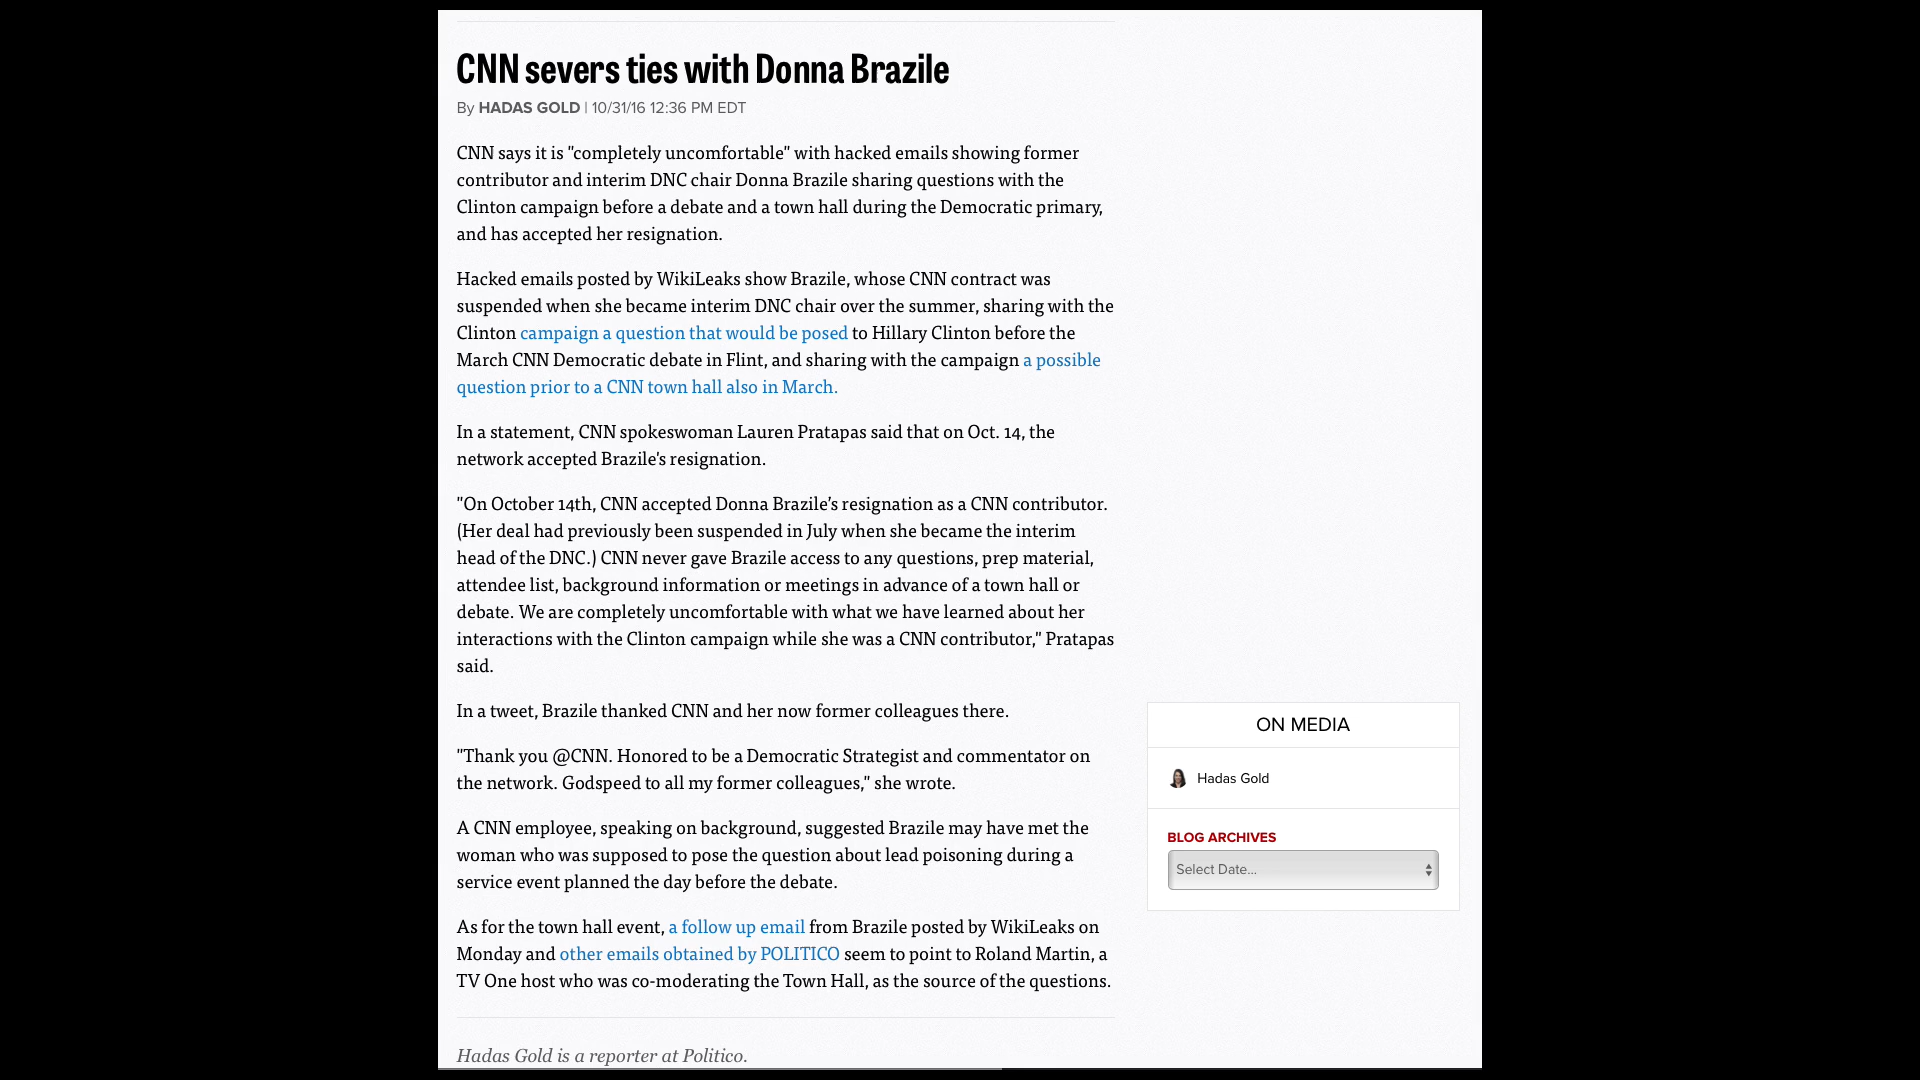 CNN severs ties with Donna Brazile
By HADAS GOLD | 10/31/16 12:36 PM EDT
CNN says it is "completely uncomfortable" with hacked emails showing former
contributor and interim DNC chair Donna Brazile sharing questions with the
Clinton campaign before a debate and a town hall during the Democratic primary,
and has accepted her resignation.
Hacked emails posted by WikiLeaks show Brazile, whose CNN contract was
suspended when she became interim DNC chair over the summer, sharing with the
Clinton campaign a question that would be posed to Hillary Clinton before the
March CNN Democratic debate in Flint, and sharing with the campaign a possible
question prior to a CNN town hall also in March.
In a statement, CNN spokeswoman Lauren Pratapas said that on Oct. 14, the
network accepted Brazile's resignation.
"On October 14th, CNN accepted Donna Brazile’s resignation as a CNN contributor.
(Her deal had previously been suspended in July when she became the interim
head of the DNC.) CNN never gave Brazile access to any questions, prep material,
attendee list, background information or meetings in advance of a town hall or
debate. We are completely uncomfortable with what we have learned about her
interactions with the Clinton campaign while she was a CNN contributor," Pratapas
said.
In a tweet, Brazile thanked CNN and her now former colleagues there.
"Thank you @CNN. Honored to be a Democratic Strategist and commentator on
the network. Godspeed to all my former colleagues," she wrote.
A CNN employee, speaking on background, suggested Brazile may have met the
woman who was supposed to pose the question about lead poisoning during a
service event planned the day before the debate.
As for the town hall event, a follow up email from Brazile posted by WikiLeaks on
Monday and other emails obtained by POLITICO seem to point to Roland Martin, a
TV One host who was co-moderating the Town Hall, as the source of the questions.
Hadas Gold is a reporter at Politico.
ON MEDIA
Hadas Gold
BLOG ARCHIVES
Select Date...